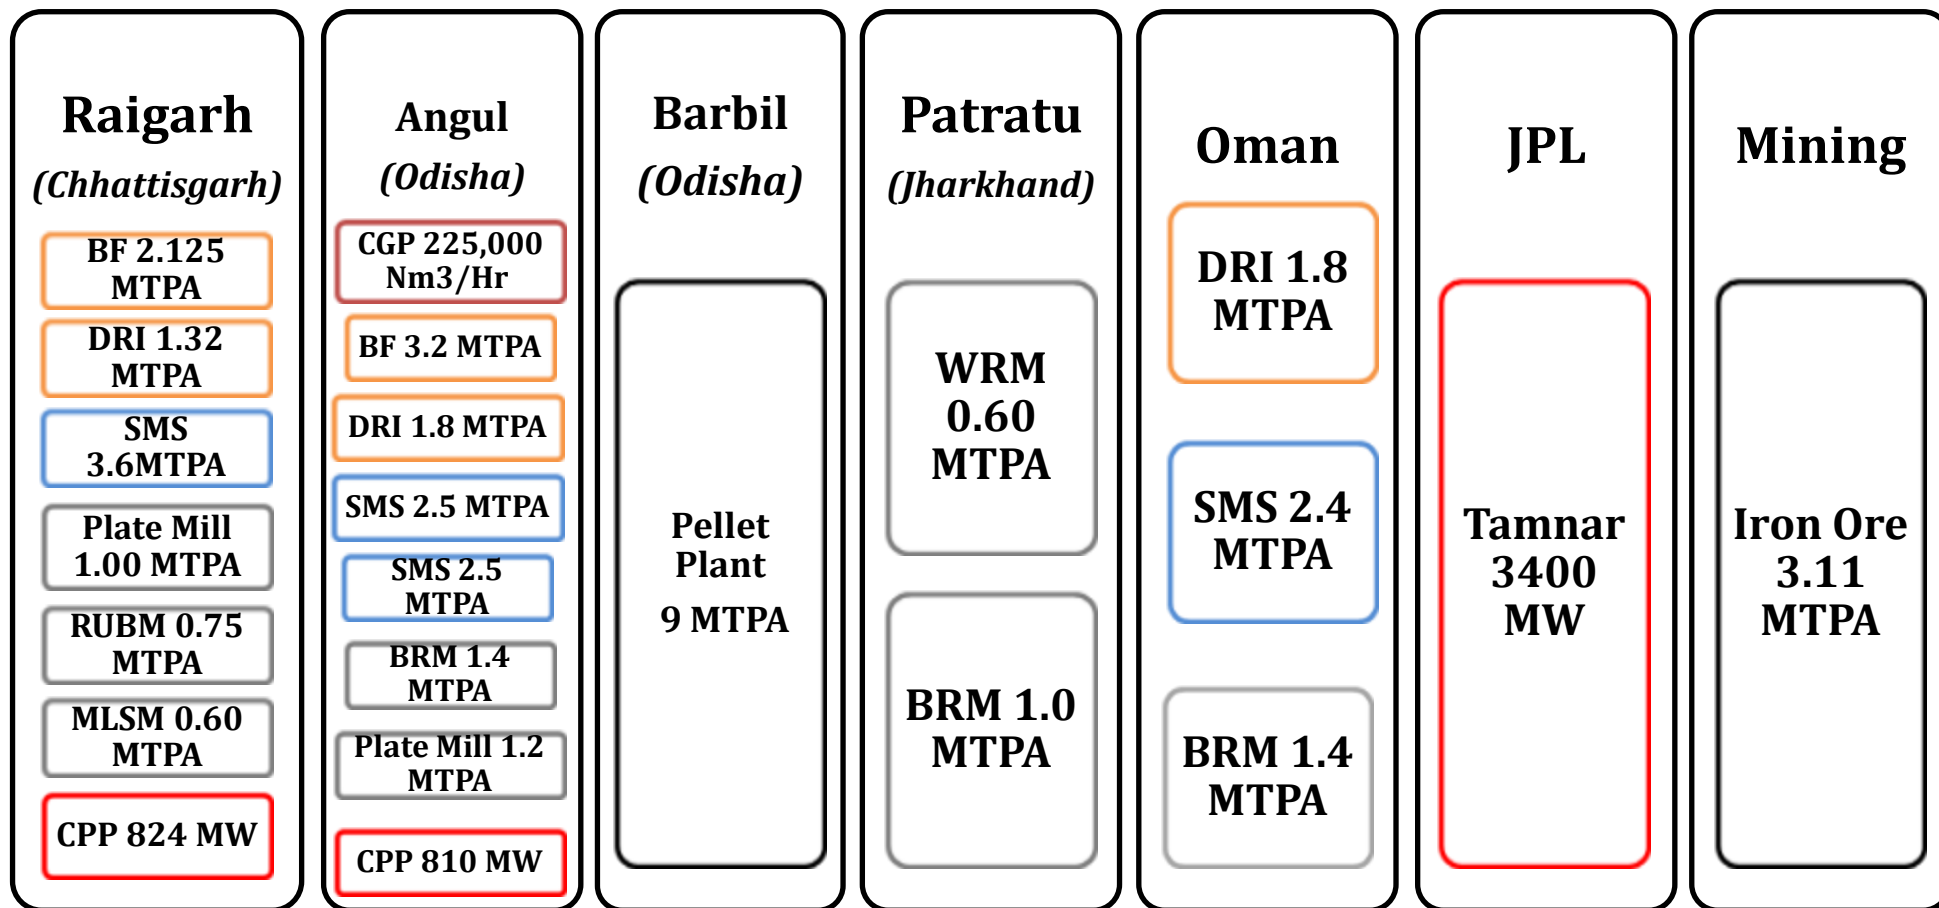 Raigarh
(Chhattisgarh)
BF 2.125
MTPA
DRI 1.32
MTPA
SMS
3.6MTPA
Plate Mill
1.00 MTPA
RUBM 0.75
MTPA
MLSM 0.60
MTPA
CPP 824 MW
Angul
(Odisha)
CGP 225,000
Nm3/Hr
BF 3.2 MTPA
DRI 1.8 MTPA
SMS 2.5 MTPA
SMS 2.5
MTPA
BRM 1.4
MTPA
Plate Mill 1.2
MTPA
CPP 810 MW
Barbil
(Odisha)
Pellet
Plant
9 MTPA
Patratu
(Jharkhand)
WRM
0.60
MTPA
BRM 1.0
MTPA
Oman
DRI 1.8
MTPA
SMS 2.4
MTPA
BRM 1.4
MTPA
JPL
Tamnar
3400
MW
Mining
Iron Ore
3.11
MTPA